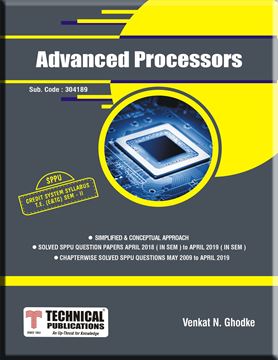 Advanced Processors
Sub. Code : 304189
SPPU
CREDIT SYSTEM SYLLABUS
T.E. (E&TC) SEM - II
SIMPLIFIED & CONCEPTUAL APPROACH
SOLVED SPPU QUESTION PAPERS APRIL 2018 ( IN SEM ) to APRIL 2019 ( IN SEM )
CHAPTERWISE SOLVED SPPU QUESTIONS MAY 2009 to APRIL 2019
TECHNICAL
PUBLICATIONS
SINCE 1993
An Up-Thrust for Knowledge
Venkat N. Ghodke